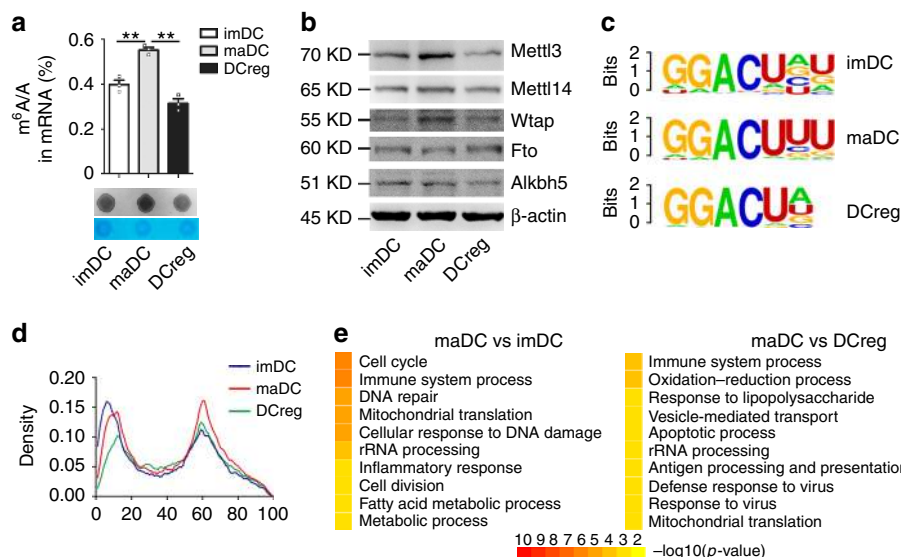 a
imDC
maDC
DCreg
** **
0.6
0.4
0.2
0
m⁶A/A
in mRNA (%)
imDC
maDC
DCreg
b
70 KD
Mettl3
65 KD
Mettl14
55 KD
Wtap
60 KD
Fto
51 KD
Alkbh5
45 KD
β-actin
imDC
maDC
DCreg
c
Bits
2
1
0
GGACU
imDC
Bits
2
1
0
GGACUUU
maDC
Bits
2
1
0
GGACUA
DCreg
d
imDC
maDC
DCreg
Density
0.20
0.15
0.10
0.05
0.00
0 20 40 60 80 100
e
maDC vs imDC
Cell cycle
Immune system process
DNA repair
Mitochondrial translation
Cellular response to DNA damage
rRNA processing
Inflammatory response
Cell division
Fatty acid metabolic process
Metabolic process
maDC vs DCreg
Immune system process
Oxidation–reduction process
Response to lipopolysaccharide
Vesicle-mediated transport
Apoptotic process
rRNA processing
Antigen processing and presentation
Defense response to virus
Response to virus
Mitochondrial translation
10 9 8 7 6 5 4 3 2
–log10(p-value)